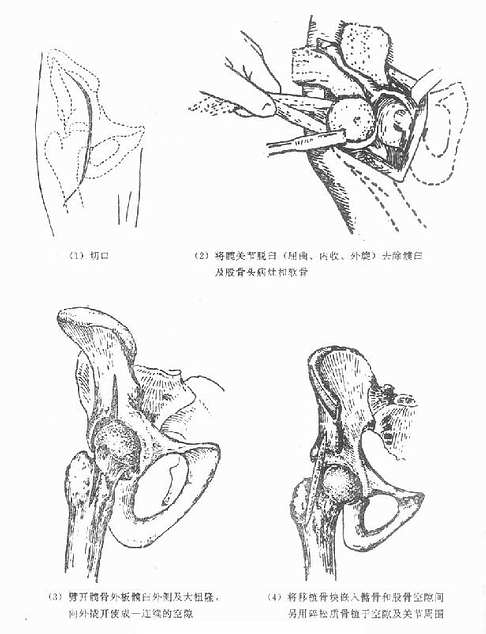 (1) 切口
(2) 将髋关节脱臼（屈曲、内收、外旋）去除髋臼
及股骨头病灶和软骨
(3) 劈开髋骨外板髋臼外侧及大粗隆，
向外撬开使成一连续的空隙
(4) 将移植骨块嵌入髂骨和股骨空隙间
另用碎松质骨植于空隙及关节周围